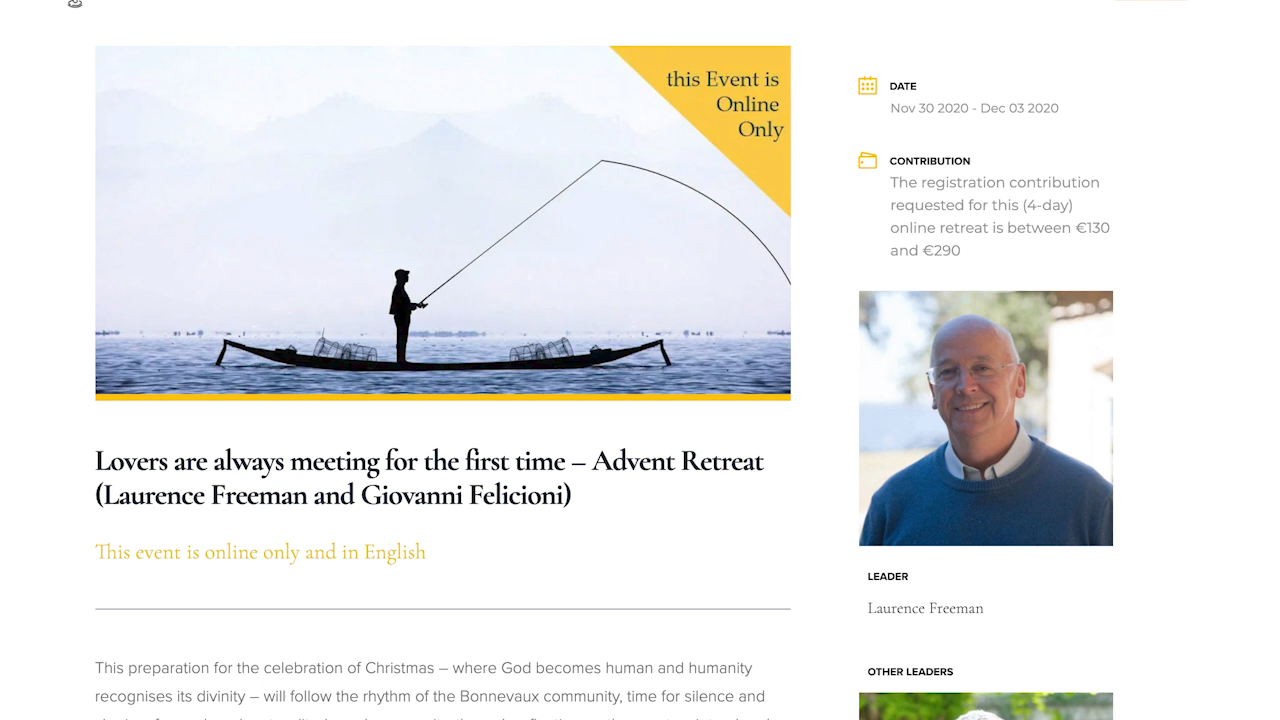 this Event is
Online
Only
DATE
Nov 30 2020 - Dec 03 2020
CONTRIBUTION
The registration contribution
requested for this (4-day)
online retreat is between €130
and €290
Lovers are always meeting for the first time – Advent Retreat
(Laurence Freeman and Giovanni Felicioni)
This event is online only and in English
LEADER
Laurence Freeman
This preparation for the celebration of Christmas – where God becomes human and humanity
recognises its divinity – will follow the rhythm of the Bonnevaux community, time for silence and
OTHER LEADERS